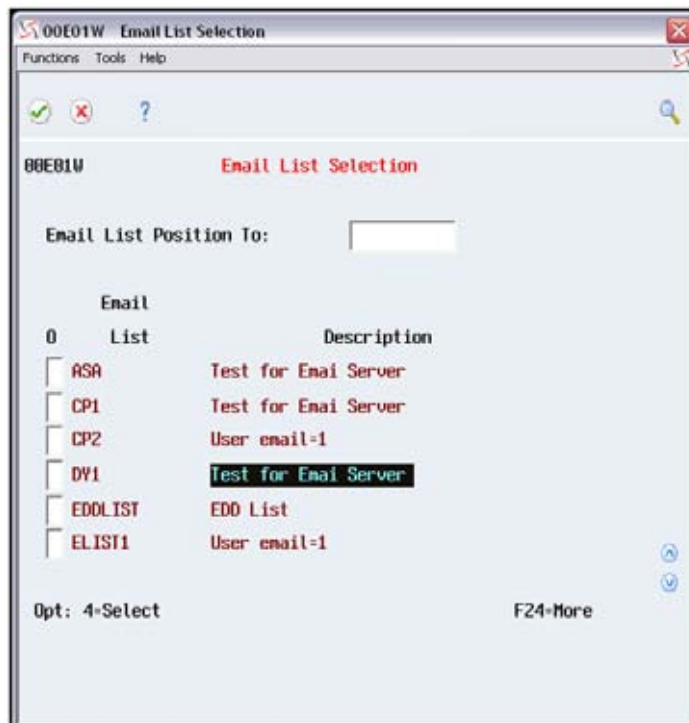 00E01W Email List Selection
Functions Tools Help
?
00E01W Email List Selection
Email List Position To:
Email
O List Description
ASA Test for Emai Server
CP1 Test for Emai Server
CP2 User email=1
DY1 Test for Emai Server
EDDLIST EDD List
ELIST1 User email=1
Opt: 4=Select F24=More